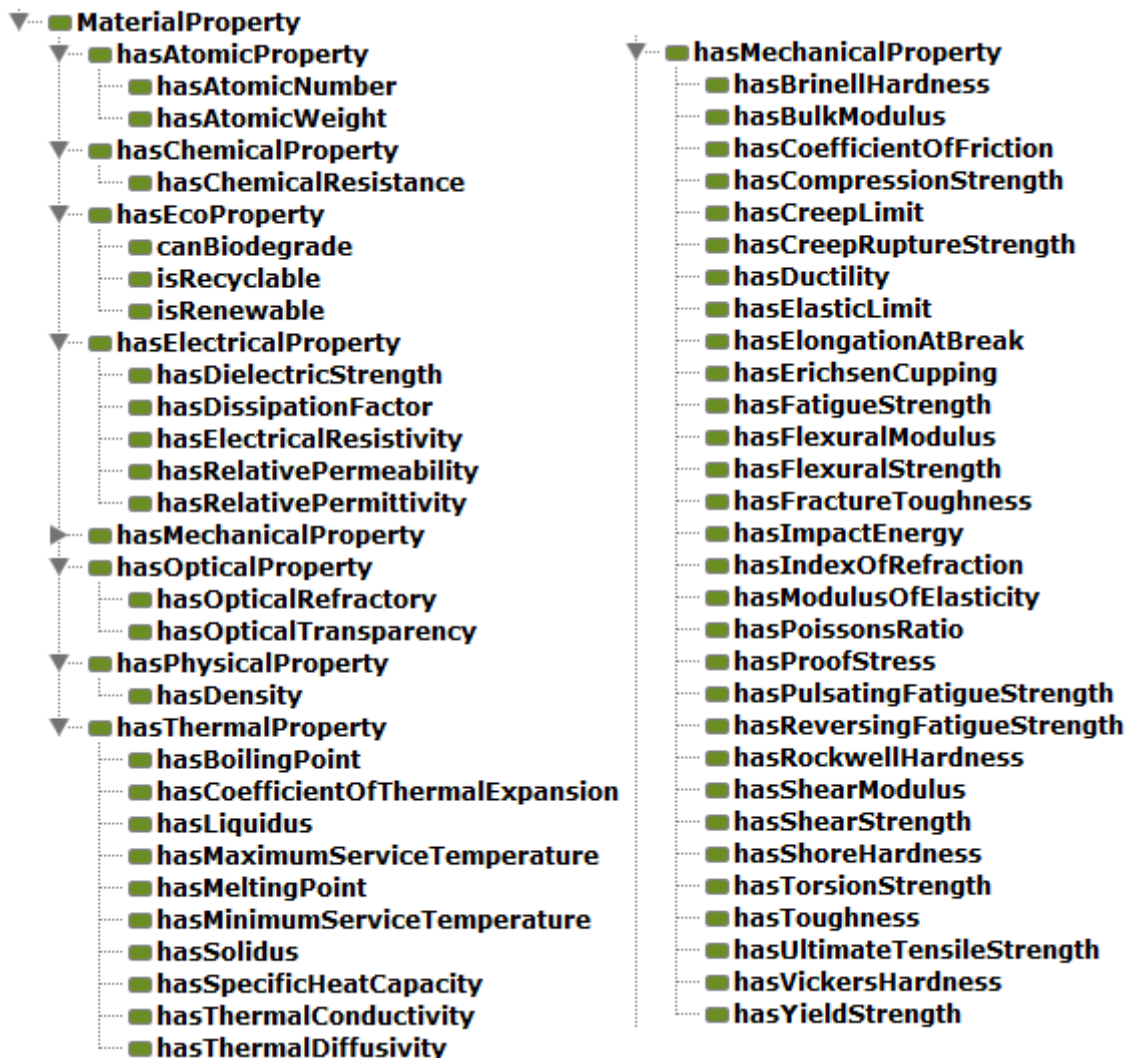 MaterialProperty
hasAtomicProperty
hasAtomicNumber
hasAtomicWeight
hasChemicalProperty
hasChemicalResistance
hasEcoProperty
canBiodegrade
isRecyclable
isRenewable
hasElectricalProperty
hasDielectricStrength
hasDissipationFactor
hasElectricalResistivity
hasRelativePermeability
hasRelativePermittivity
hasMechanicalProperty
hasOpticalProperty
hasOpticalRefractory
hasOpticalTransparency
hasPhysicalProperty
hasDensity
hasThermalProperty
hasBoilingPoint
hasCoefficientOfThermalExpansion
hasLiquidus
hasMaximumServiceTemperature
hasMeltingPoint
hasMinimumServiceTemperature
hasSolidus
hasSpecificHeatCapacity
hasThermalConductivity
hasThermalDiffusivity
hasMechanicalProperty
hasBrinellHardness
hasBulkModulus
hasCoefficientOfFriction
hasCompressionStrength
hasCreepLimit
hasCreepRuptureStrength
hasDuctility
hasElasticLimit
hasElongationAtBreak
hasErichsenCupping
hasFatigueStrength
hasFlexuralModulus
hasFlexuralStrength
hasFractureToughness
hasImpactEnergy
hasIndexOfRefraction
hasModulusOfElasticity
hasPoissonsRatio
hasProofStress
hasPulsatingFatigueStrength
hasReversingFatigueStrength
hasRockwellHardness
hasShearModulus
hasShearStrength
hasShoreHardness
hasTorsionStrength
hasToughness
hasUltimateTensileStrength
hasVickersHardness
hasYieldStrength